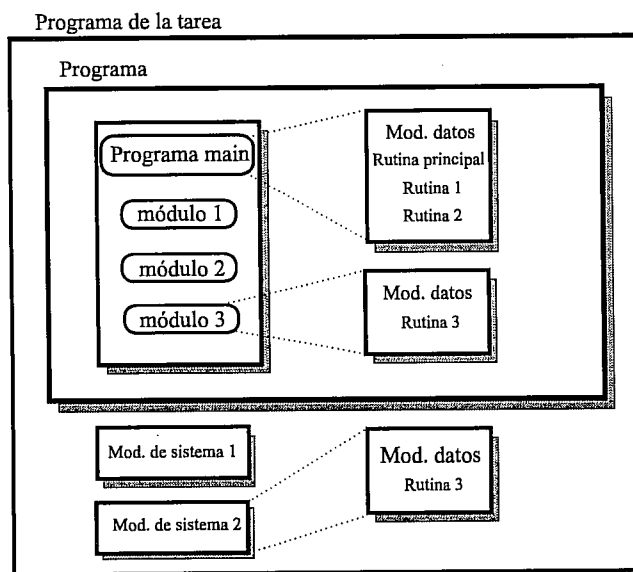 Programa de la tarea
Programa
Programa main
módulo 1
módulo 2
módulo 3
Mod. datos
Rutina principal
Rutina 1
Rutina 2
Mod. datos
Rutina 3
Mod. de sistema 1
Mod. de sistema 2
Mod. datos
Rutina 3